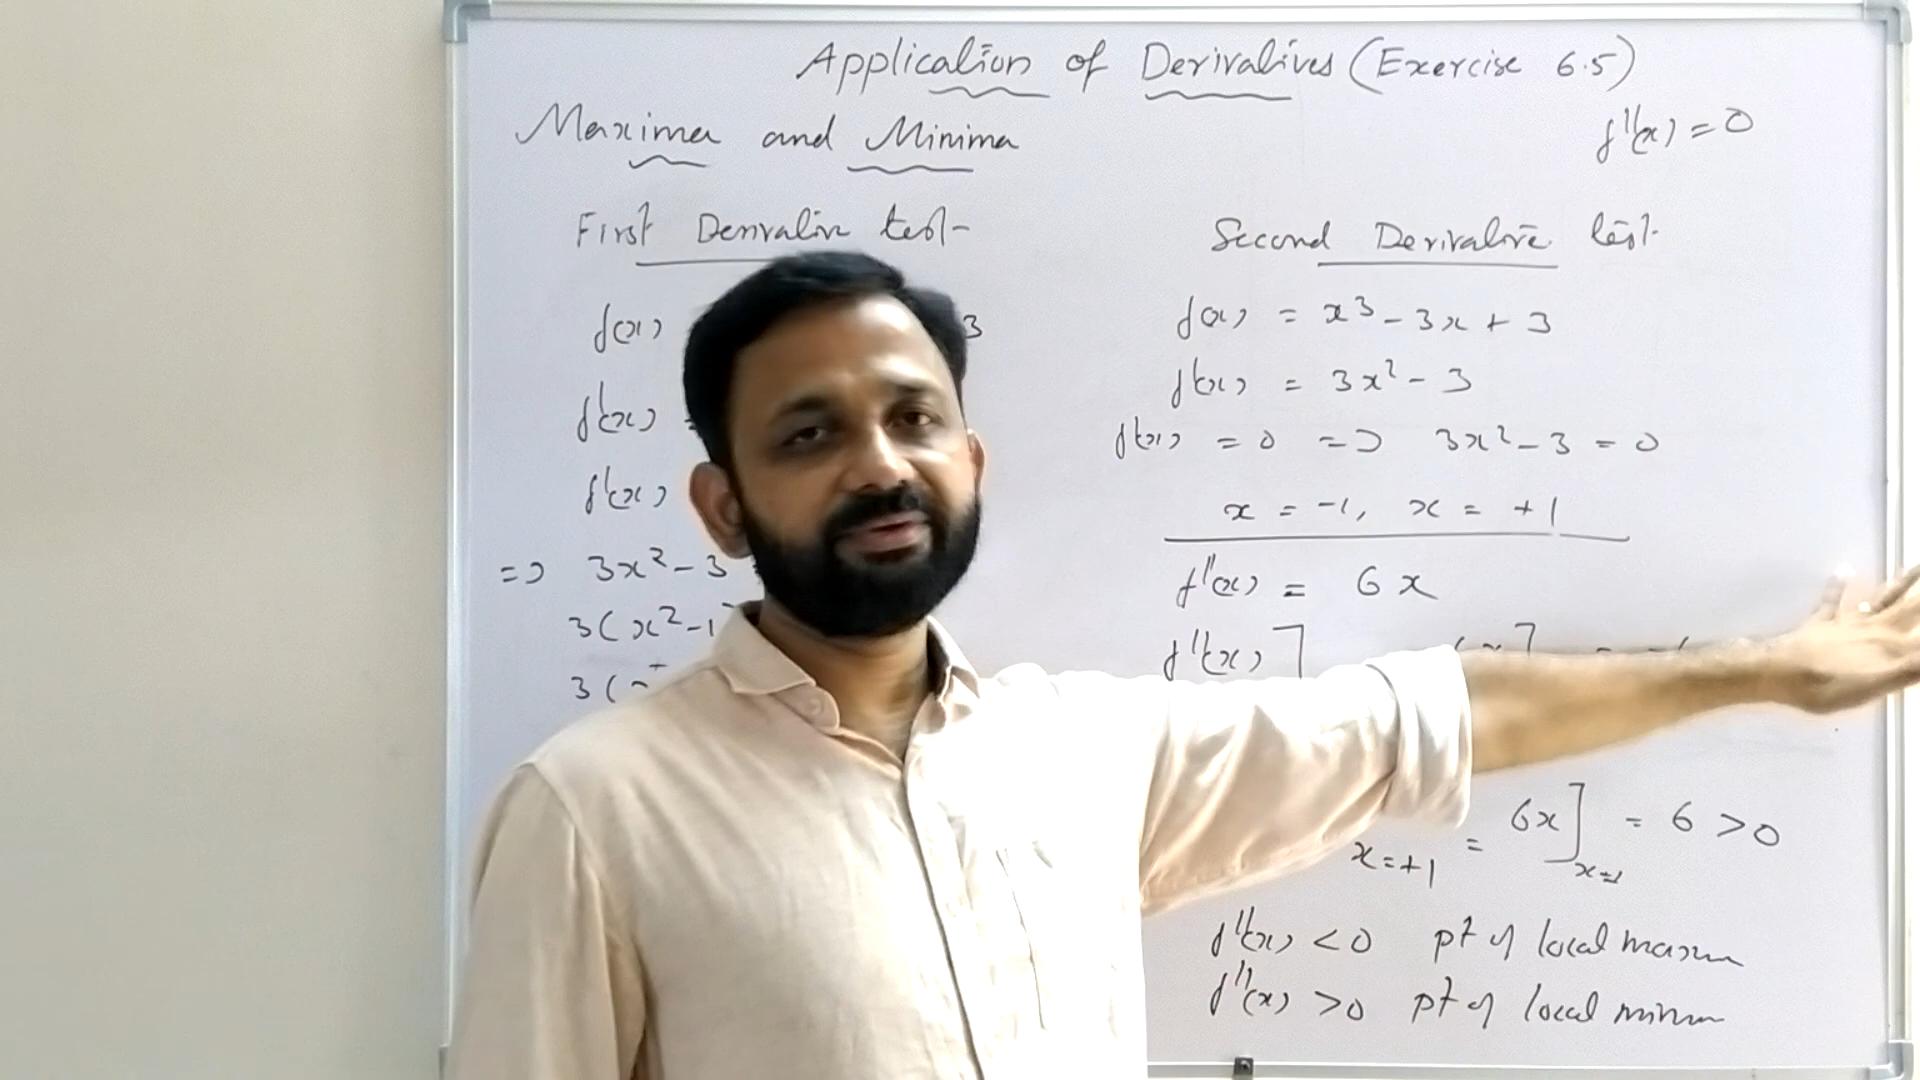 Application of Derivatives (Exercise 6.5)
Maxima and Minima
f''(x) = 0
First Derivative test
f(x)
3
f'(x) =
f'(x)
=> 3x² - 3
3(x² - 1
3(
Second Derivative test
f(x) = x³ - 3x + 3
f'(x) = 3x² - 3
f'(x) = 0 => 3x² - 3 = 0
x = -1, x = +1
f''(x) = 6x
f''(x)]
x = +1 = 6x]x=1 = 6 > 0
f''(x) < 0 pt of local maxm
f''(x) > 0 pt of local minm